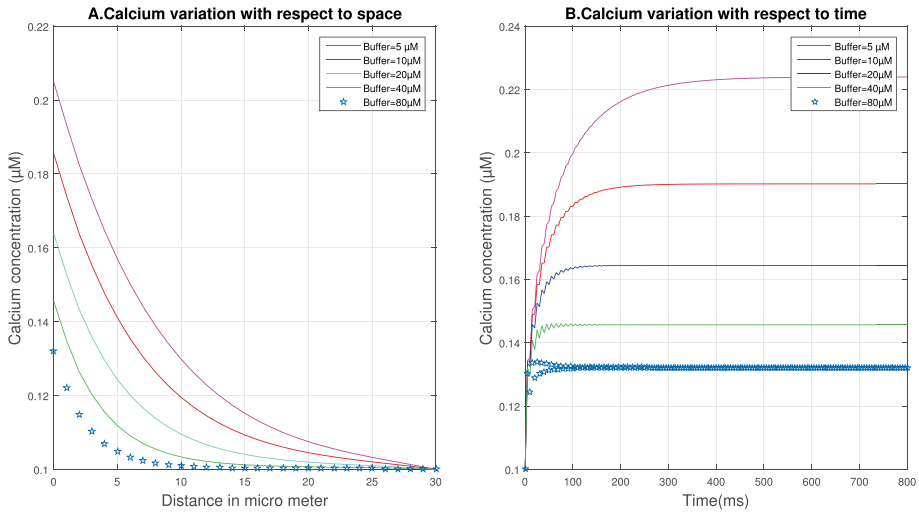 A.Calcium variation with respect to space
0.22
0.2
0.18
0.16
0.14
0.12
0.1
Calcium concentration (µM)
Buffer=5 µM
Buffer=10µM
Buffer=20µM
Buffer=40µM
Buffer=80µM
0
5
10
15
20
25
30
Distance in micro meter
B.Calcium variation with respect to time
0.24
0.22
0.2
0.18
0.16
0.14
0.12
0.1
Calcium concentration (µM)
Buffer=5 µM
Buffer=10µM
Buffer=20µM
Buffer=40µM
Buffer=80µM
0
100
200
300
400
500
600
700
800
Time(ms)